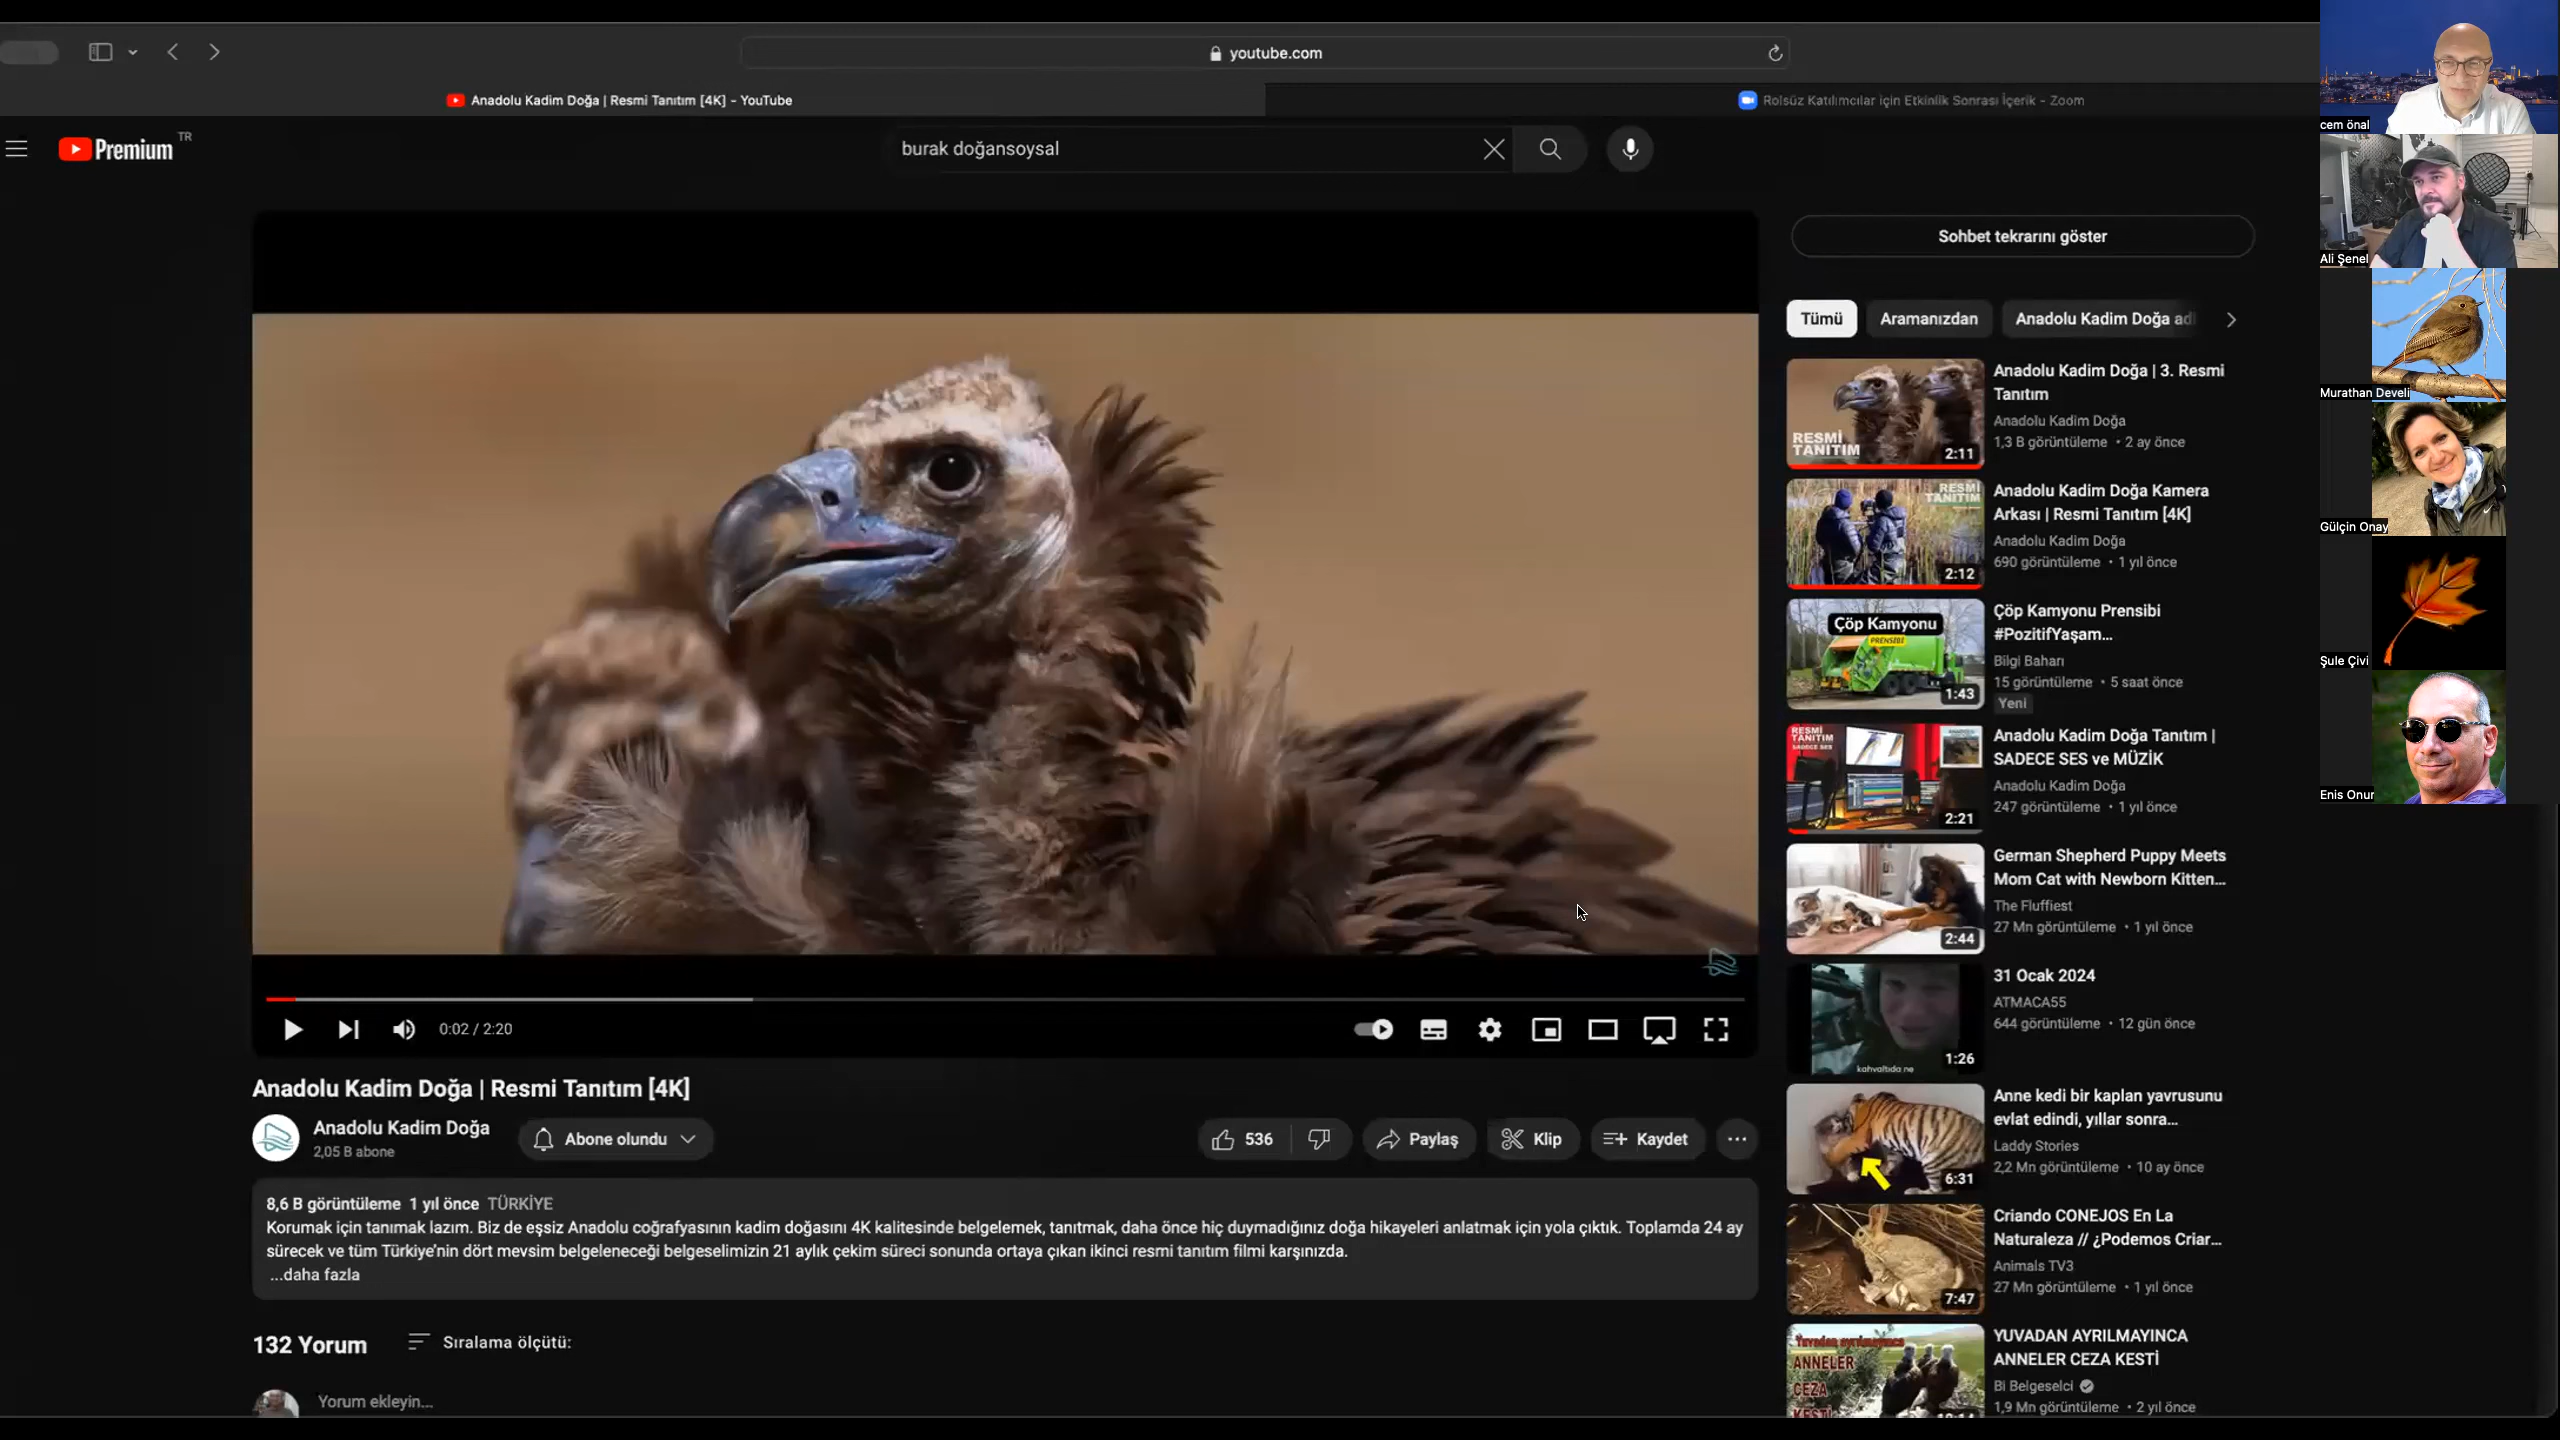 youtube.com
Anadolu Kadim Doğa | Resmi Tanıtım [4K] - YouTube
Rolsüz Katılımcılar için Etkinlik Sonrası İçerik - Zoom
Premium TR
burak doğansoysal
Sohbet tekrarını göster
Tümü
Aramanızdan
Anadolu Kadim Doğa
RESMİ
TANITIM
2:11
Anadolu Kadim Doğa | 3. Resmi
Tanıtım
Anadolu Kadim Doğa
1,3 B görüntüleme • 2 ay önce
RESMİ
TANITIM
2:12
Anadolu Kadim Doğa Kamera
Arkası | Resmi Tanıtım [4K]
Anadolu Kadim Doğa
690 görüntüleme • 1 yıl önce
Çöp Kamyonu
PRENSİBİ
1:43
Çöp Kamyonu Prensibi
#PozitifYaşam...
Bilgi Baharı
15 görüntüleme • 5 saat önce
Yeni
RESMİ
TANITIM
SADECE SES
2:21
Anadolu Kadim Doğa Tanıtım |
SADECE SES ve MÜZİK
Anadolu Kadim Doğa
247 görüntüleme • 1 yıl önce
2:44
German Shepherd Puppy Meets
Mom Cat with Newborn Kitten...
The Fluffiest
27 Mn görüntüleme • 1 yıl önce
kahvaltıda ne
1:26
31 Ocak 2024
ATMACA55
644 görüntüleme • 12 gün önce
6:31
Anne kedi bir kaplan yavrusunu
evlat edindi, yıllar sonra...
Laddy Stories
2,2 Mn görüntüleme • 10 ay önce
7:47
Criando CONEJOS En La
Naturaleza // ¿Podemos Criar...
Animals TV3
27 Mn görüntüleme • 1 yıl önce
Yuvadan ayrılmayınca
ANNELER
CEZA
KESTİ
YUVADAN AYRILMAYINCA
ANNELER CEZA KESTİ
Bi Belgeselci
1,9 Mn görüntüleme • 2 yıl önce
0:02 / 2:20
Anadolu Kadim Doğa | Resmi Tanıtım [4K]
Anadolu Kadim Doğa
2,05 B abone
Abone olundu
536
Paylaş
Klip
Kaydet
8,6 B görüntüleme 1 yıl önce TÜRKİYE
Korumak için tanımak lazım. Biz de eşsiz Anadolu coğrafyasının kadim doğasını 4K kalitesinde belgelemek, tanıtmak, daha önce hiç duymadığınız doğa hikayeleri anlatmak için yola çıktık. Toplamda 24 ay
sürecek ve tüm Türkiye'nin dört mevsim belgeleneceği belgeselimizin 21 aylık çekim süreci sonunda ortaya çıkan ikinci resmi tanıtım filmi karşınızda.
...daha fazla
132 Yorum
Sıralama ölçütü:
Yorum ekleyin...
cem önal
Ali Şenel
Murathan Develi
Gülçin Onay
Şule Çivi
Enis Onur